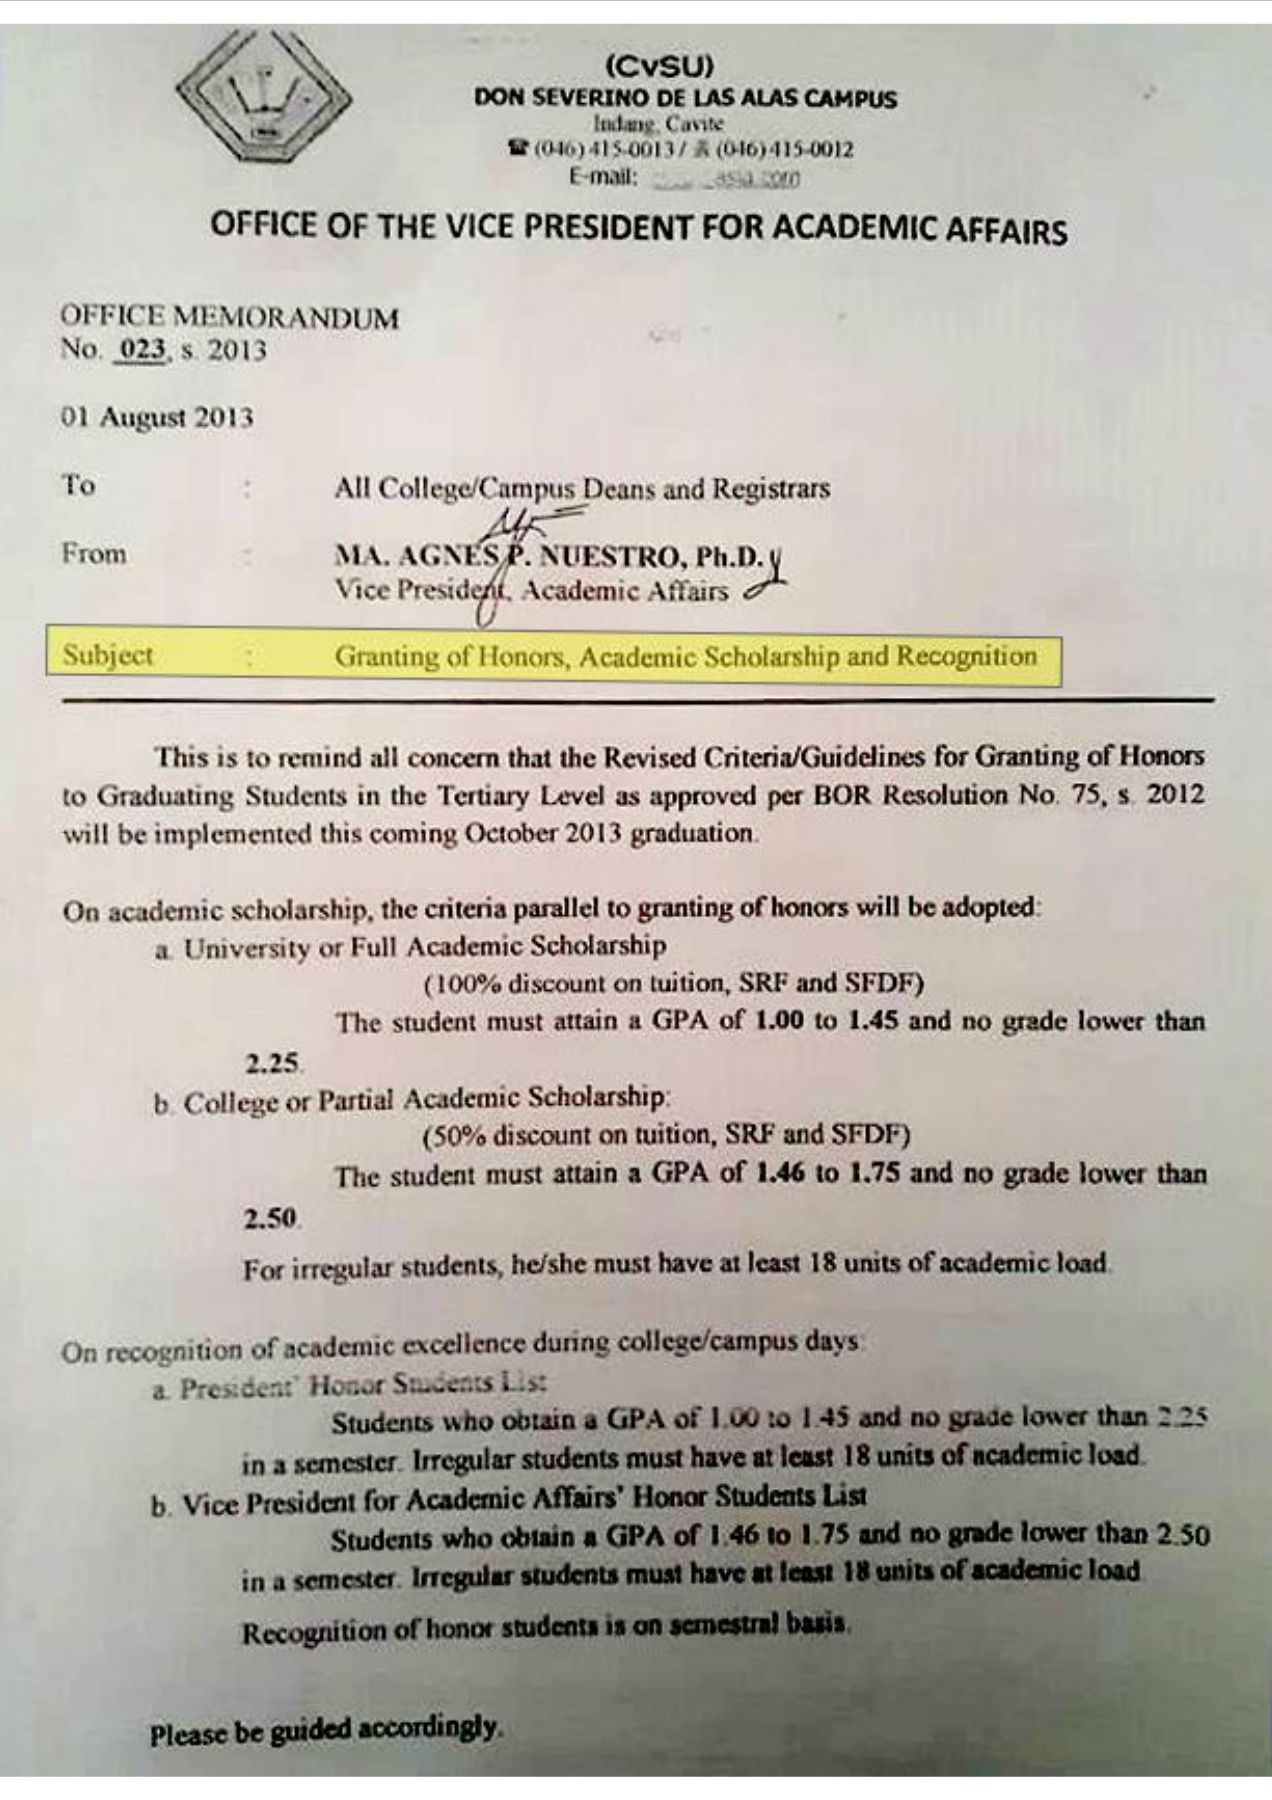 (CvSU)
DON SEVERINO DE LAS ALAS CAMPUS
Indang, Cavite
☎ (046) 415-0013 / (046) 415-0012
E-mail:
OFFICE OF THE VICE PRESIDENT FOR ACADEMIC AFFAIRS
OFFICE MEMORANDUM
No. 023, s. 2013
01 August 2013
To : All College/Campus Deans and Registrars
From : MA. AGNES P. NUESTRO, Ph.D.
Vice President, Academic Affairs
Subject : Granting of Honors, Academic Scholarship and Recognition
This is to remind all concern that the Revised Criteria/Guidelines for Granting of Honors
to Graduating Students in the Tertiary Level as approved per BOR Resolution No. 75, s. 2012
will be implemented this coming October 2013 graduation.
On academic scholarship, the criteria parallel to granting of honors will be adopted:
a. University or Full Academic Scholarship
(100% discount on tuition, SRF and SFDF)
The student must attain a GPA of 1.00 to 1.45 and no grade lower than
2.25.
b. College or Partial Academic Scholarship:
(50% discount on tuition, SRF and SFDF)
The student must attain a GPA of 1.46 to 1.75 and no grade lower than
2.50.
For irregular students, he/she must have at least 18 units of academic load.
On recognition of academic excellence during college/campus days:
a. President' Honor Students List
Students who obtain a GPA of 1.00 to 1.45 and no grade lower than 2.25
in a semester. Irregular students must have at least 18 units of academic load.
b. Vice President for Academic Affairs' Honor Students List
Students who obtain a GPA of 1.46 to 1.75 and no grade lower than 2.50
in a semester. Irregular students must have at least 18 units of academic load
Recognition of honor students is on semestral basis.
Please be guided accordingly.